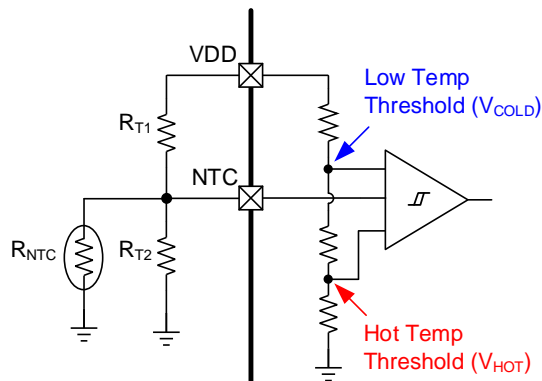 VDD
Low Temp
Threshold (VCOLD)
RT1
NTC
RNTC
RT2
Hot Temp
Threshold (VHOT)